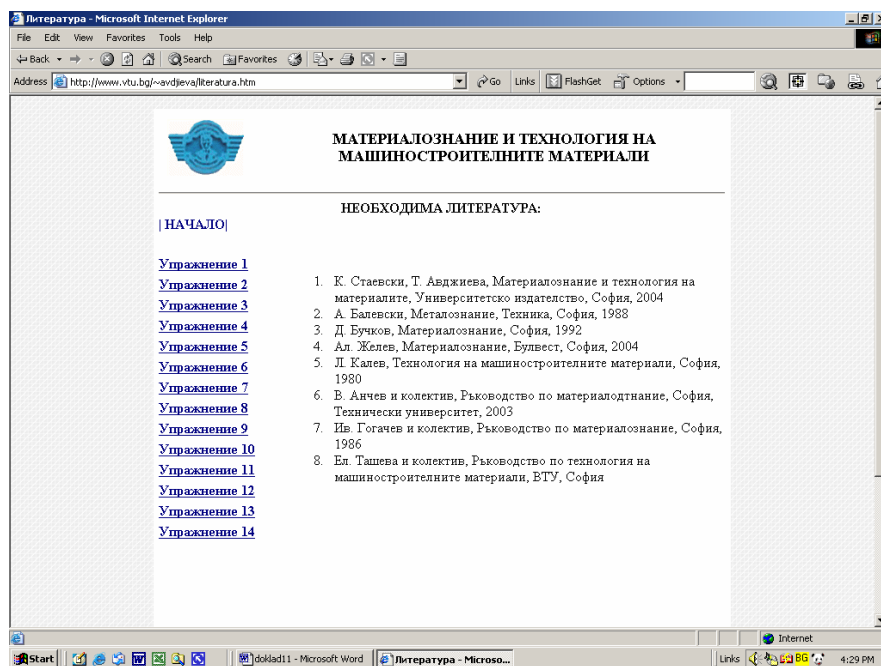 Литература - Microsoft Internet Explorer
File Edit View Favorites Tools Help
Back Search Favorites
Address http://www.vtu.bg/~avdjieva/literatura.htm Go Links FlashGet Options
МАТЕРИАЛОЗНАНИЕ И ТЕХНОЛОГИЯ НА
МАШИНОСТРОИТЕЛНИТЕ МАТЕРИАЛИ
НЕОБХОДИМА ЛИТЕРАТУРА:
| НАЧАЛО|
Упражнение 1
Упражнение 2
Упражнение 3
Упражнение 4
Упражнение 5
Упражнение 6
Упражнение 7
Упражнение 8
Упражнение 9
Упражнение 10
Упражнение 11
Упражнение 12
Упражнение 13
Упражнение 14
1. К. Стаевски, Т. Авджиева, Материалознание и технология на
материалите, Университетско издателство, София, 2004
2. А. Балевски, Металознание, Техника, София, 1988
3. Д. Бучков, Материалознание, София, 1992
4. Ал. Желев, Материалознание, Булвест, София, 2004
5. Л. Калев, Технология на машиностроителните материали, София,
1980
6. В. Анчев и колектив, Ръководство по материалодтнание, София,
Технически университет, 2003
7. Ив. Гогачев и колектив, Ръководство по материалознание, София,
1986
8. Ел. Ташева и колектив, Ръководство по технология на
машиностроителните материали, ВТУ, София
Internet
Start doklad11 - Microsoft Word Литература - Microso... Links BG 4:29 PM